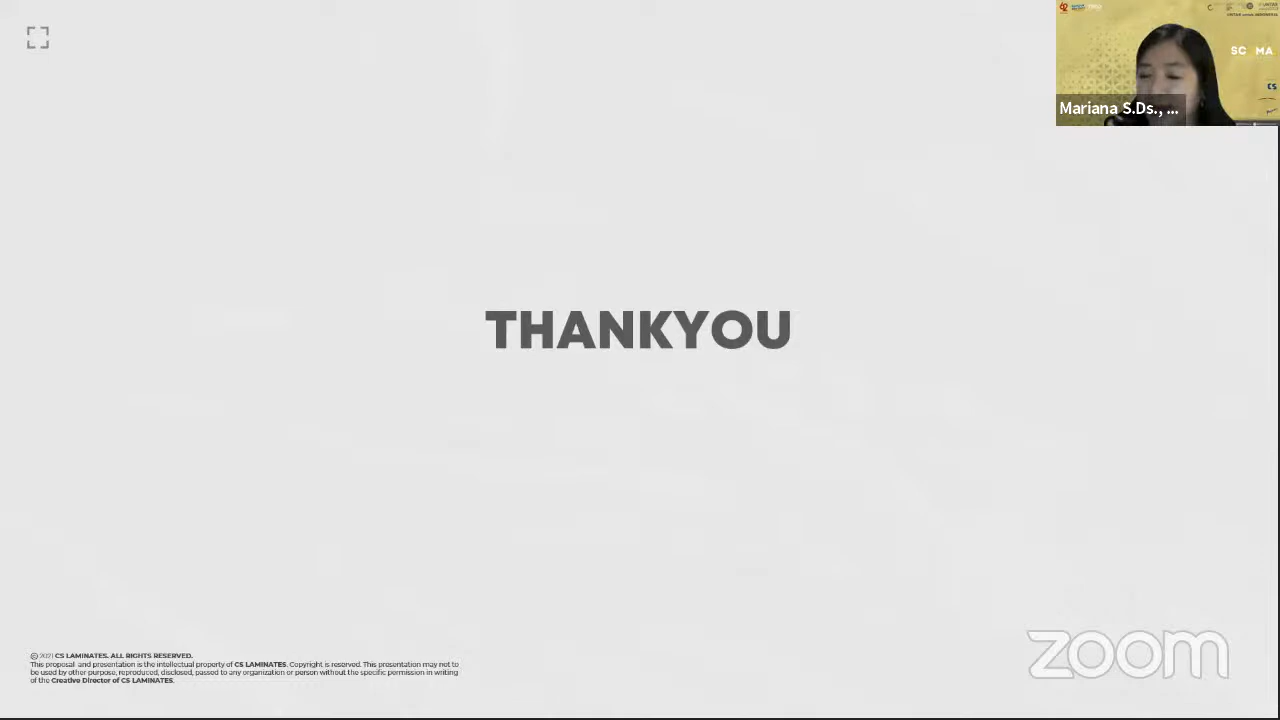 SC MA
CS
Mariana S.Ds., ...
THANKYOU
© 2021 CS LAMINATES. ALL RIGHTS RESERVED.
This proposal and presentation is the intellectual property of CS LAMINATES. Copyright is reserved. This presentation may not to
be used by other purpose, reproduced, disclosed, passed to any organization or person without the specific permission in writing
of the Creative Director of CS LAMINATES.
zoom